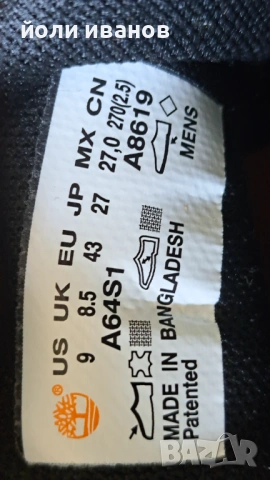 йоли иванов
US UK EU JP MX CN
9 8.5 43 27 27,0 270(2.5)
A64S1 A8619
MENS
MADE IN BANGLADESH
Patented
BAZAR